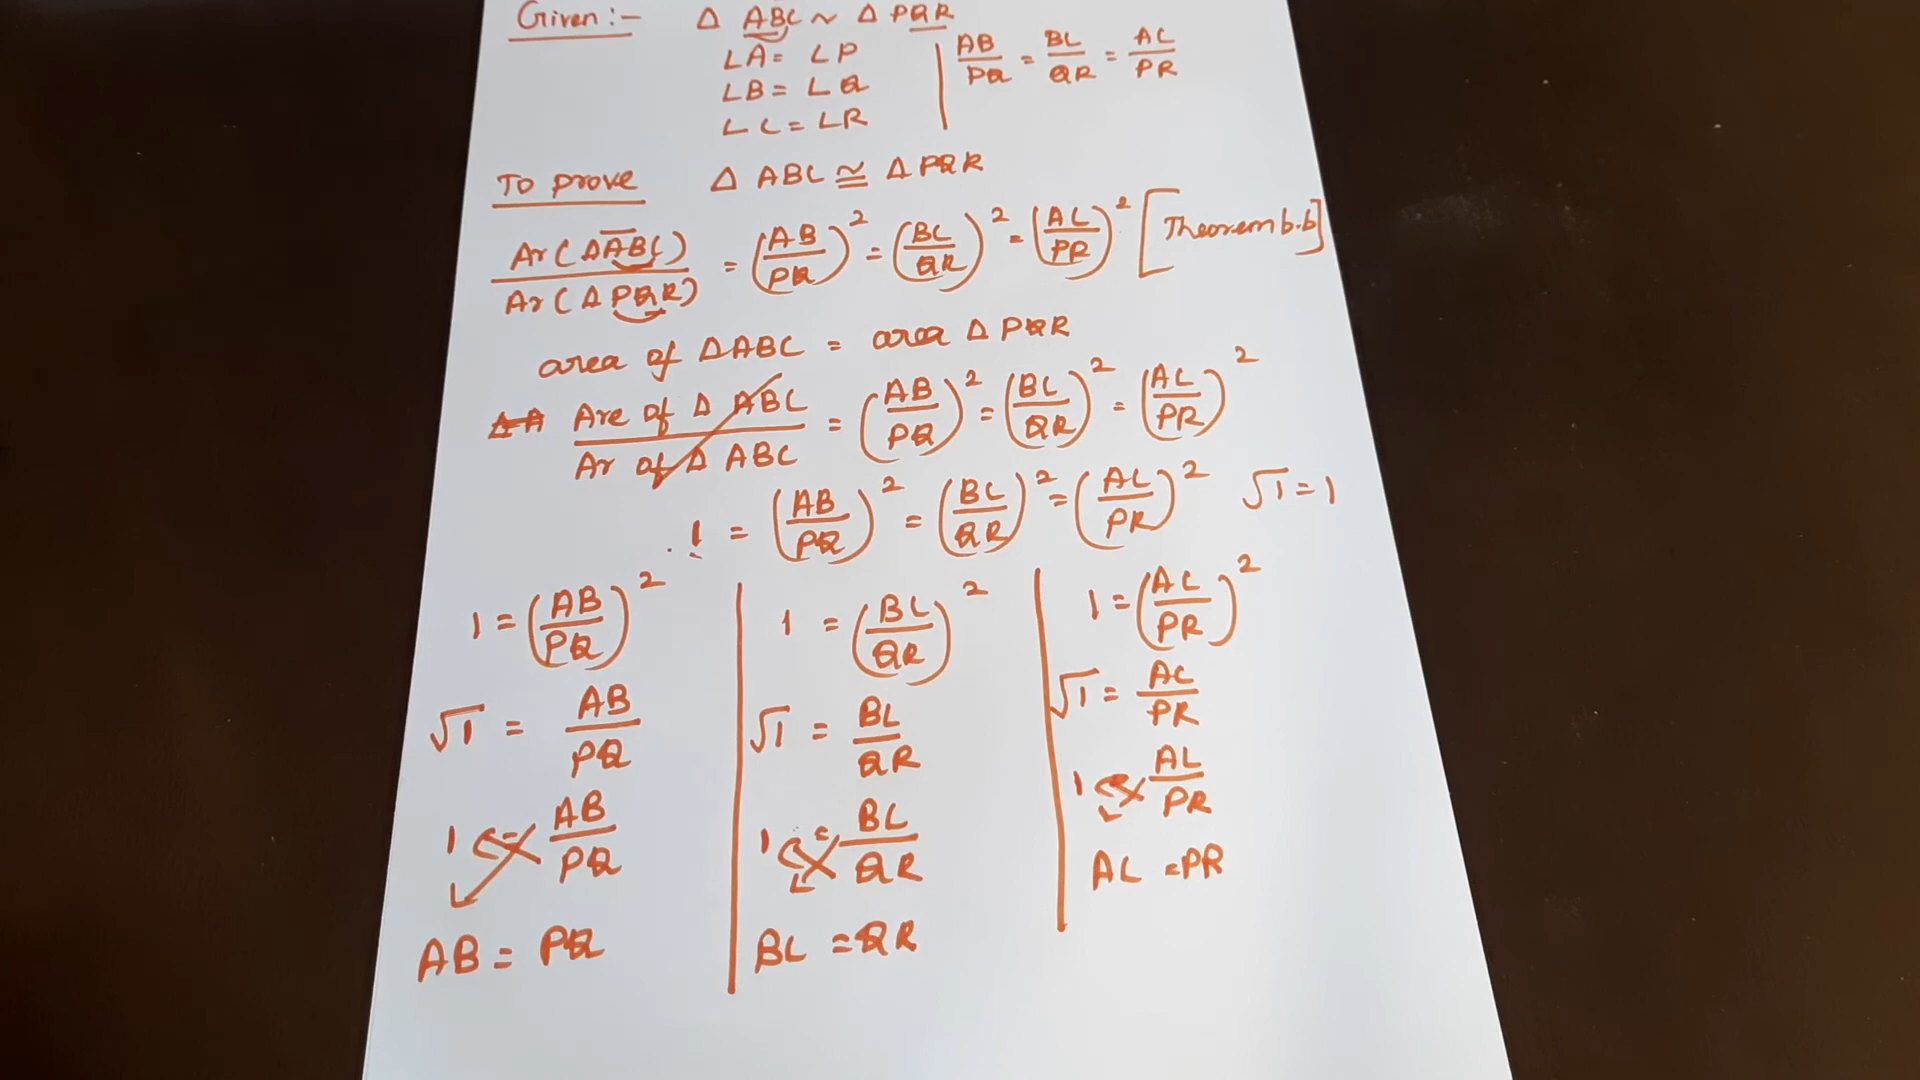 Given :- Δ ABC ~ Δ PQR
∠A = ∠P | AB/PQ = BC/QR = AC/PR
∠B = ∠Q
∠C = ∠R
To prove Δ ABC ≅ Δ PQR
Ar(ΔABC)/Ar(ΔPQR) = (AB/PQ)² = (BC/QR)² = (AC/PR)² [Theorem 6.6]
area of ΔABC = area Δ PQR
Are of Δ ABC/Ar of Δ ABC = (AB/PQ)² = (BC/QR)² = (AC/PR)²
1 = (AB/PQ)² = (BC/QR)² = (AC/PR)² √1 = 1
1 = (AB/PQ)²
√1 = AB/PQ
1 = AB/PQ
AB = PQ
1 = (BC/QR)²
√1 = BC/QR
1 = BC/QR
BC = QR
1 = (AC/PR)²
√1 = AC/PR
1 = AC/PR
AC = PR